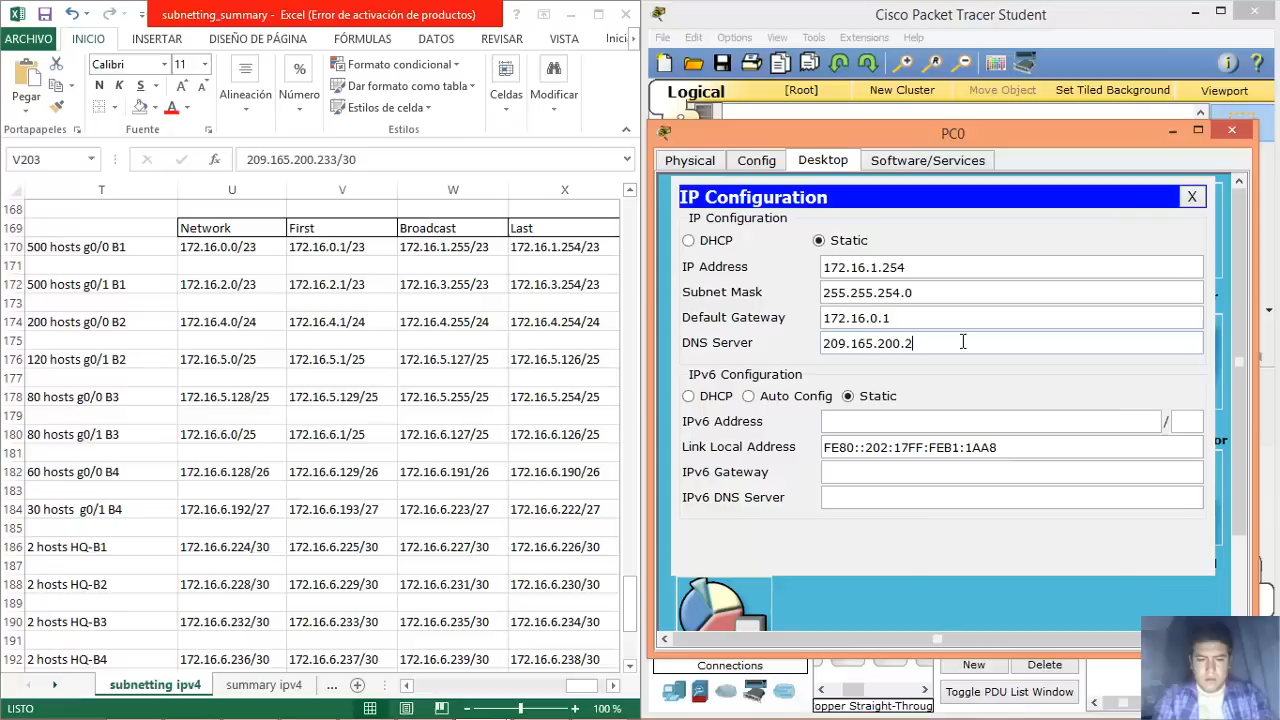 subnetting_summary - Excel (Error de activación de productos)
ARCHIVO INICIO INSERTAR DISEÑO DE PÁGINA FÓRMULAS DATOS REVISAR VISTA Inicia
Calibri 11
N K S
Pegar
Alineación
Número
Formato condicional
Dar formato como tabla
Estilos de celda
Celdas
Modificar
Portapapeles Fuente Estilos
V203 fx 209.165.200.233/30
T U V W X
168
169 Network First Broadcast Last
170 500 hosts g0/0 B1 172.16.0.0/23 172.16.0.1/23 172.16.1.255/23 172.16.1.254/23
171
172 500 hosts g0/1 B1 172.16.2.0/23 172.16.2.1/23 172.16.3.255/23 172.16.3.254/23
173
174 200 hosts g0/0 B2 172.16.4.0/24 172.16.4.1/24 172.16.4.255/24 172.16.4.254/24
175
176 120 hosts g0/1 B2 172.16.5.0/25 172.16.5.1/25 172.16.5.127/25 172.16.5.126/25
177
178 80 hosts g0/0 B3 172.16.5.128/25 172.16.5.129/25 172.16.5.255/25 172.16.5.254/25
179
180 80 hosts g0/1 B3 172.16.6.0/25 172.16.6.1/25 172.16.6.127/25 172.16.6.126/25
181
182 60 hosts g0/0 B4 172.16.6.128/26 172.16.6.129/26 172.16.6.191/26 172.16.6.190/26
183
184 30 hosts g0/1 B4 172.16.6.192/27 172.16.6.193/27 172.16.6.223/27 172.16.6.222/27
185
186 2 hosts HQ-B1 172.16.6.224/30 172.16.6.225/30 172.16.6.227/30 172.16.6.226/30
187
188 2 hosts HQ-B2 172.16.6.228/30 172.16.6.229/30 172.16.6.231/30 172.16.6.230/30
189
190 2 hosts HQ-B3 172.16.6.232/30 172.16.6.233/30 172.16.6.235/30 172.16.6.234/30
191
192 2 hosts HQ-B4 172.16.6.236/30 172.16.6.237/30 172.16.6.239/30 172.16.6.238/30
subnetting ipv4 summary ipv4 ...
LISTO 100 %
Cisco Packet Tracer Student
File Edit Options View Tools Extensions Help
Logical [Root] New Cluster Move Object Set Tiled Background Viewport
PC0
Physical Config Desktop Software/Services
IP Configuration X
IP Configuration
DHCP Static
IP Address 172.16.1.254
Subnet Mask 255.255.254.0
Default Gateway 172.16.0.1
DNS Server 209.165.200.2
IPv6 Configuration
DHCP Auto Config Static
IPv6 Address /
Link Local Address FE80::202:17FF:FEB1:1AA8
IPv6 Gateway
IPv6 DNS Server
Connections New Delete
Toggle PDU List Window
opper Straight-Throug